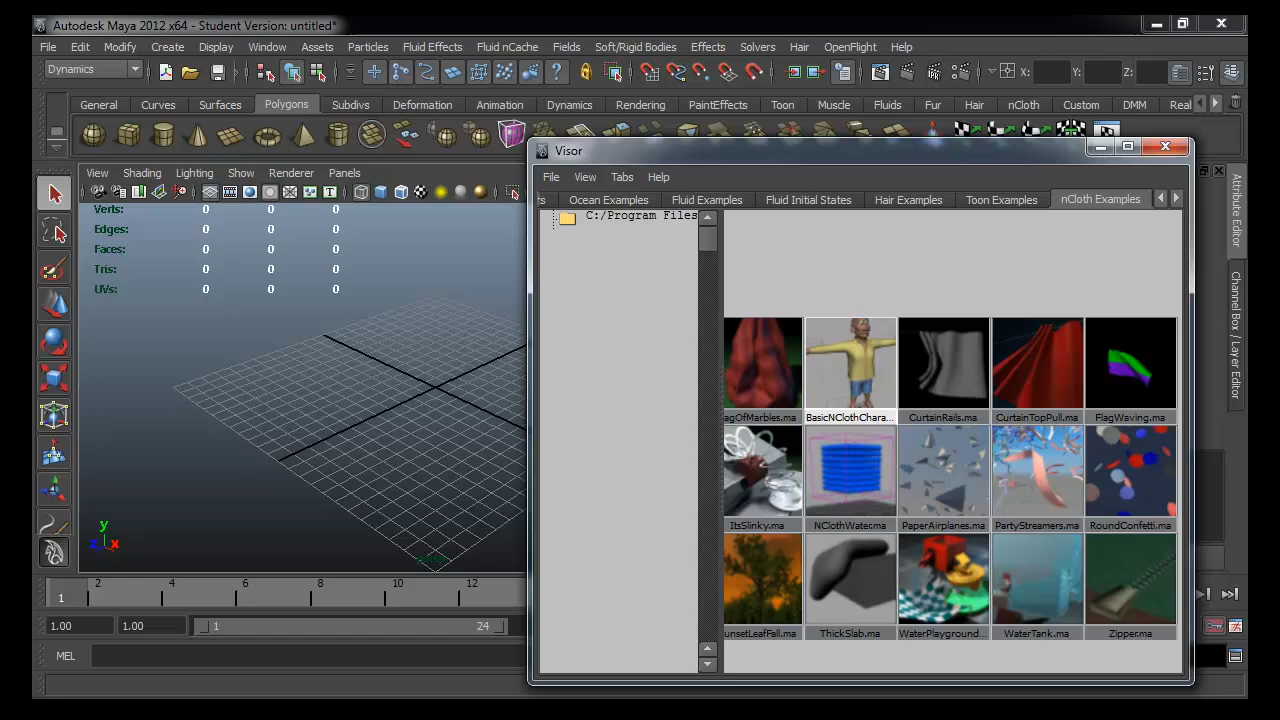 Autodesk Maya 2012 x64 - Student Version: untitled*
File Edit Modify Create Display Window Assets Particles Fluid Effects Fluid nCache Fields Soft/Rigid Bodies Effects Solvers Hair OpenFlight Help
Dynamics X: Y: Z:
General Curves Surfaces Polygons Subdivs Deformation Animation Dynamics Rendering PaintEffects Toon Muscle Fluids Fur Hair nCloth Custom DMM Real
Visor
View Shading Lighting Show Renderer Panels
File View Tabs Help
rs Ocean Examples Fluid Examples Fluid Initial States Hair Examples Toon Examples nCloth Examples
Verts: 0 0 0
Edges: 0 0 0
Faces: 0 0 0
Tris: 0 0 0
UVs: 0 0 0
C:/Program Files
Attribute Editor
Channel Box / Layer Editor
agOfMarbles.ma BasicNClothChara... CurtainRails.ma CurtainTopPull.ma FlagWaving.ma
ItsSlinky.ma NClothWater.ma PaperAirplanes.ma PartyStreamers.ma RoundConfetti.ma
unsetLeafFall.ma ThickSlab.ma WaterPlayground... WaterTank.ma Zipper.ma
y
z x
persp
2 4 6 8 10 12
1
1.00 1.00 1 24
MEL